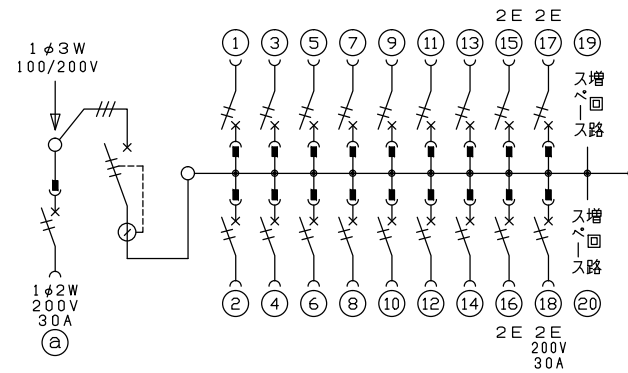 2E 2E
1φ3W
100/200V
① ③ ⑤ ⑦ ⑨ ⑪ ⑬ ⑮ ⑰ ⑲
増回路
スペース
増回路
スペース
1φ2W
200V
30A
ⓐ
② ④ ⑥ ⑧ ⑩ ⑫ ⑭ ⑯ ⑱ ⑳
2E 2E
200V
30A